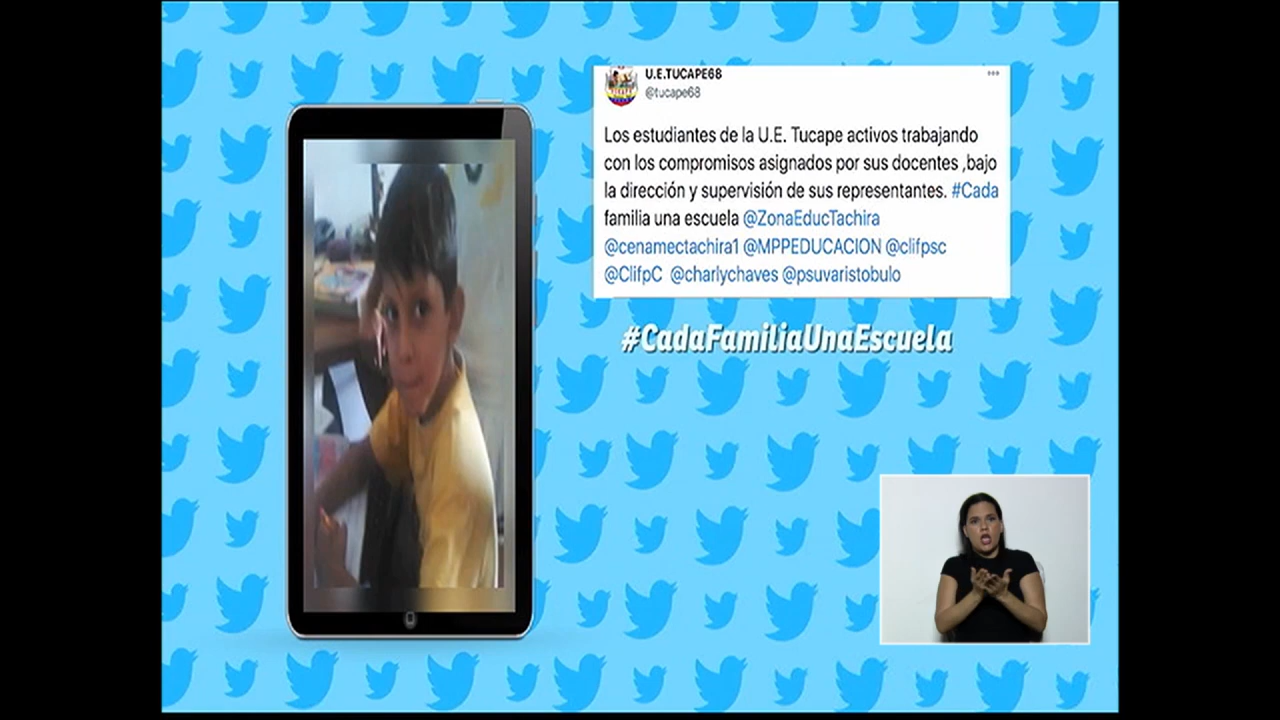 U.E.TUCAPE68
@tucape68
Los estudiantes de la U.E. Tucape activos trabajando
con los compromisos asignados por sus docentes ,bajo
la dirección y supervisión de sus representantes. #Cada
familia una escuela @ZonaEducTachira
@cenamectachira1 @MPPEDUCACION @clifpsc
@ClifpC @charlychaves @psuvaristobulo
#CadaFamiliaUnaEscuela